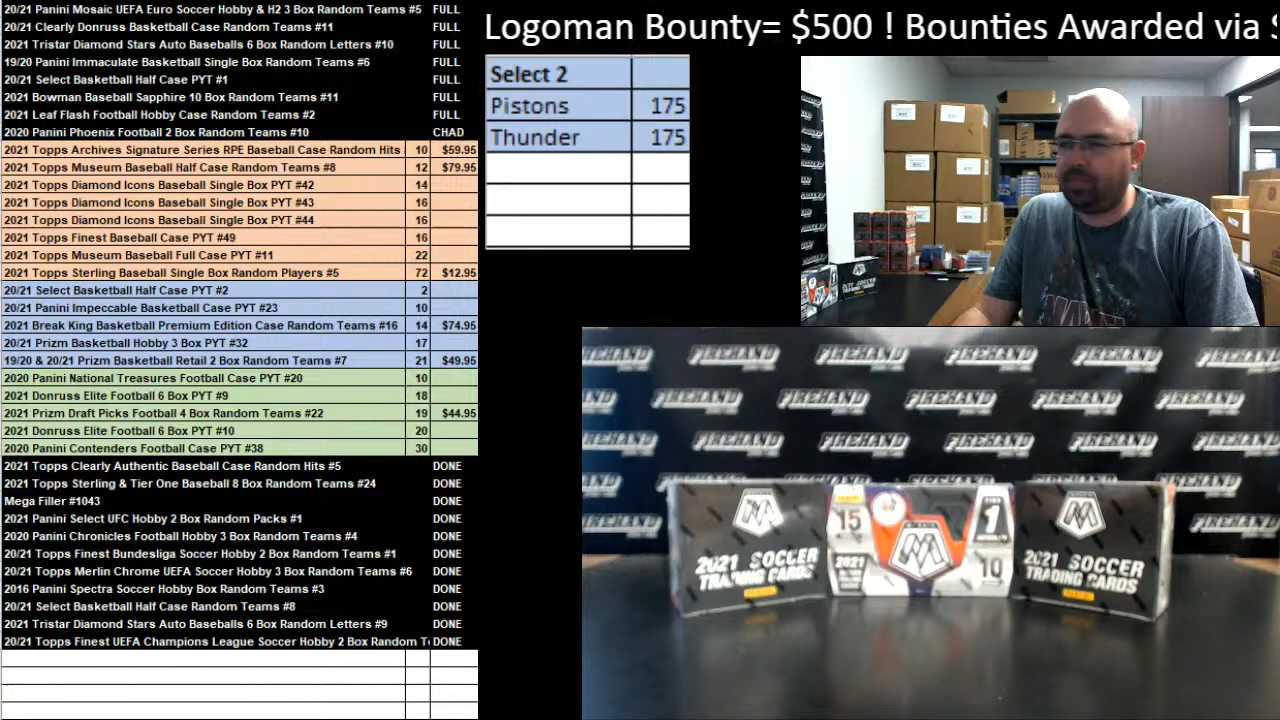 20/21 Panini Mosaic UEFA Euro Soccer Hobby & H2 3 Box Random Teams #5 FULL
20/21 Clearly Donruss Basketball Case Random Teams #11 FULL
2021 Tristar Diamond Stars Auto Baseballs 6 Box Random Letters #10 FULL
19/20 Panini Immaculate Basketball Single Box Random Teams #6 FULL
20/21 Select Basketball Half Case PYT #1 FULL
2021 Bowman Baseball Sapphire 10 Box Random Teams #11 FULL
2021 Leaf Flash Football Hobby Case Random Teams #2 FULL
2020 Panini Phoenix Football 2 Box Random Teams #10 CHAD
2021 Topps Archives Signature Series RPE Baseball Case Random Hits 10 $59.95
2021 Topps Museum Baseball Half Case Random Teams #8 12 $79.95
2021 Topps Diamond Icons Baseball Single Box PYT #42 14
2021 Topps Diamond Icons Baseball Single Box PYT #43 16
2021 Topps Diamond Icons Baseball Single Box PYT #44 16
2021 Topps Finest Baseball Case PYT #49 16
2021 Topps Museum Baseball Full Case PYT #11 22
2021 Topps Sterling Baseball Single Box Random Players #5 72 $12.95
20/21 Select Basketball Half Case PYT #2 2
20/21 Panini Impeccable Basketball Case PYT #23 10
2021 Break King Basketball Premium Edition Case Random Teams #16 14 $74.95
20/21 Prizm Basketball Hobby 3 Box PYT #32 17
19/20 & 20/21 Prizm Basketball Retail 2 Box Random Teams #7 21 $49.95
2020 Panini National Treasures Football Case PYT #20 10
2021 Donruss Elite Football 6 Box PYT #9 18
2021 Prizm Draft Picks Football 4 Box Random Teams #22 19 $44.95
2021 Donruss Elite Football 6 Box PYT #10 20
2020 Panini Contenders Football Case PYT #38 30
2021 Topps Clearly Authentic Baseball Case Random Hits #5 DONE
2021 Topps Sterling & Tier One Baseball 8 Box Random Teams #24 DONE
Mega Filler #1043 DONE
2021 Panini Select UFC Hobby 2 Box Random Packs #1 DONE
2020 Panini Chronicles Football Hobby 3 Box Random Teams #4 DONE
20/21 Topps Finest Bundesliga Soccer Hobby 2 Box Random Teams #1 DONE
20/21 Topps Merlin Chrome UEFA Soccer Hobby 3 Box Random Teams #6 DONE
2016 Panini Spectra Soccer Hobby Box Random Teams #3 DONE
20/21 Select Basketball Half Case Random Teams #8 DONE
2021 Tristar Diamond Stars Auto Baseballs 6 Box Random Letters #9 DONE
20/21 Topps Finest UEFA Champions League Soccer Hobby 2 Box Random T DONE
Logoman Bounty= $500 ! Bounties Awarded via
Select 2
Pistons 175
Thunder 175
FIREHAND FIREHAND FIREHAND FIREHAND FIREHAND
FIREHAND FIREHAND FIREHAND FIREHAND FIREHAND
FIREHAND FIREHAND FIREHAND FIREHAND FIREHAND
2021 SOCCER
TRADING CARDS
PANINI
15
2021
1
10
2021 SOCCER
TRADING CARDS
PANINI